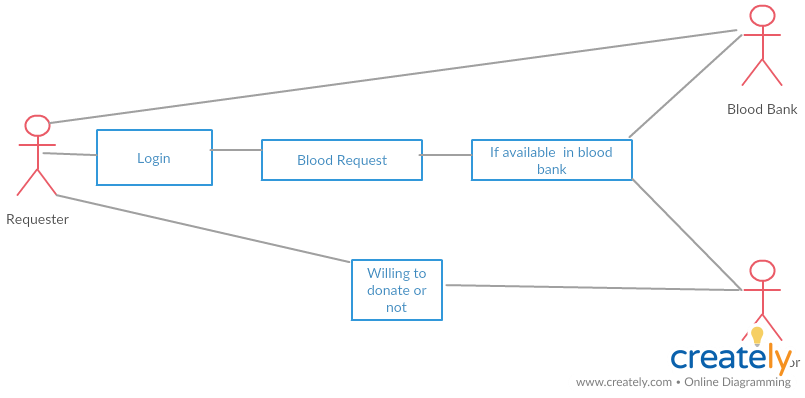 Blood Bank
Login
Blood Request
If available in blood
bank
Requester
Willing to
donate or
not
creately
www.creately.com • Online Diagramming